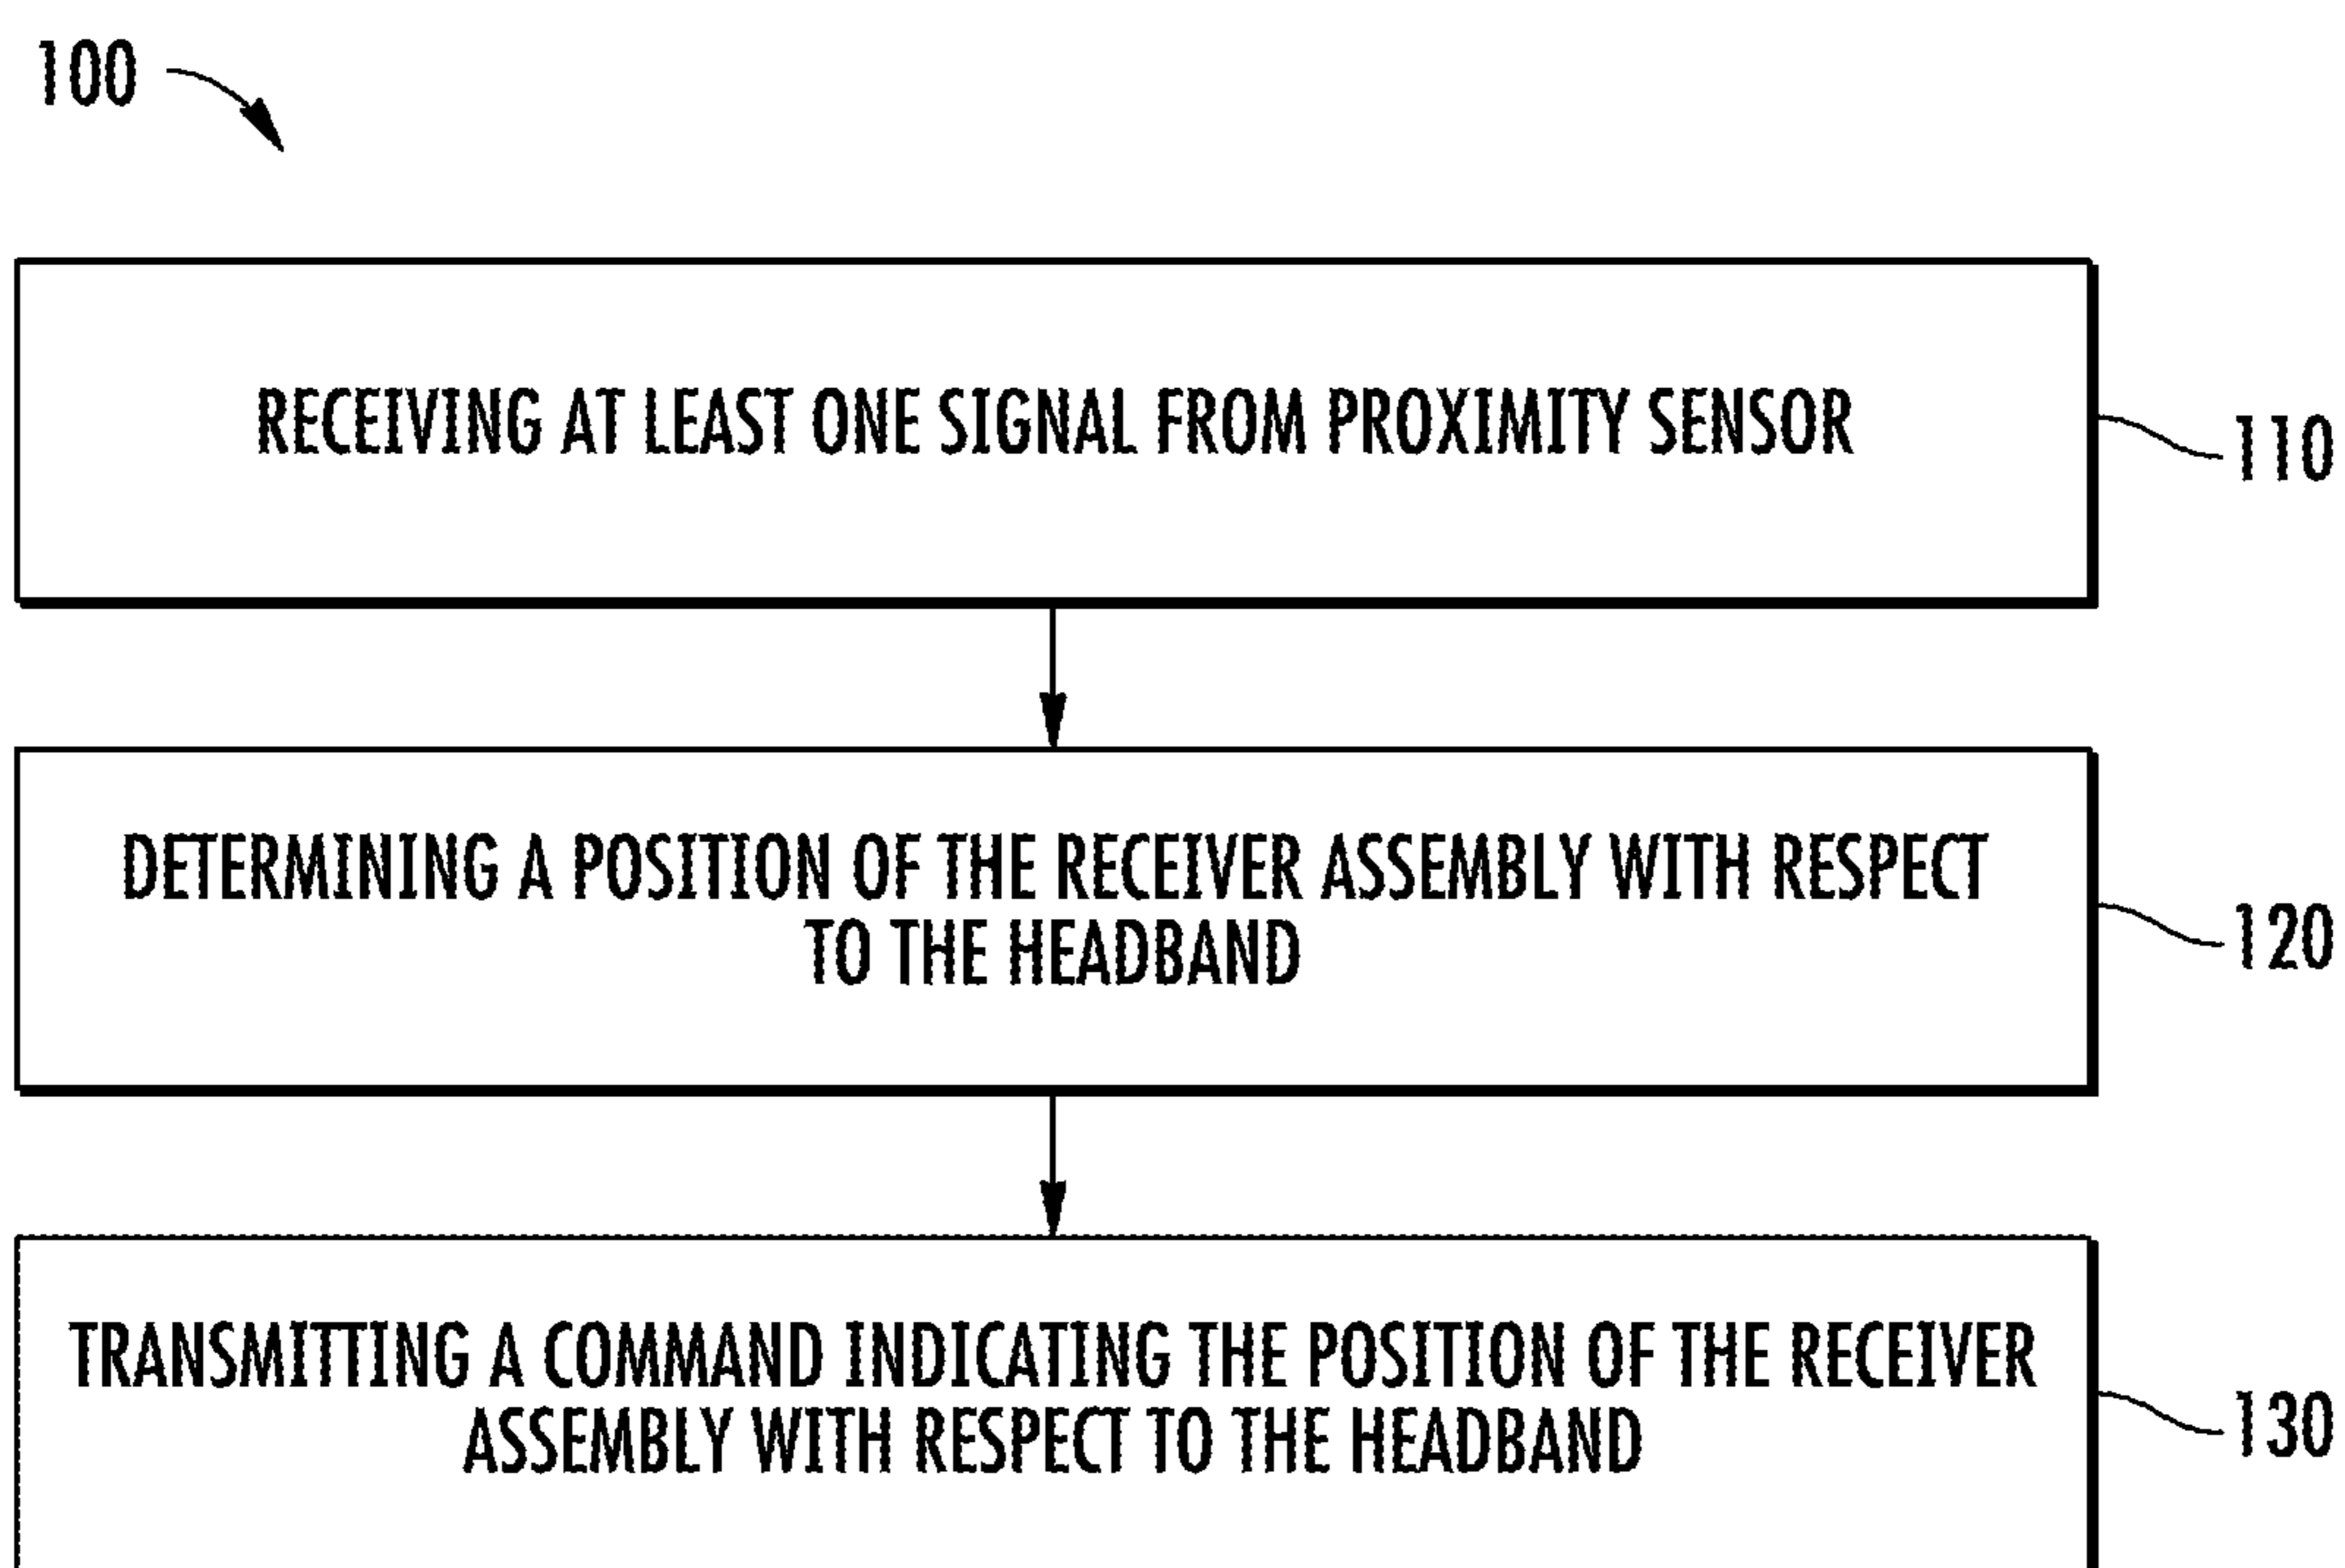 100
RECEIVING AT LEAST ONE SIGNAL FROM PROXIMITY SENSOR
110
DETERMINING A POSITION OF THE RECEIVER ASSEMBLY WITH RESPECT
TO THE HEADBAND
120
TRANSMITTING A COMMAND INDICATING THE POSITION OF THE RECEIVER
ASSEMBLY WITH RESPECT TO THE HEADBAND
130